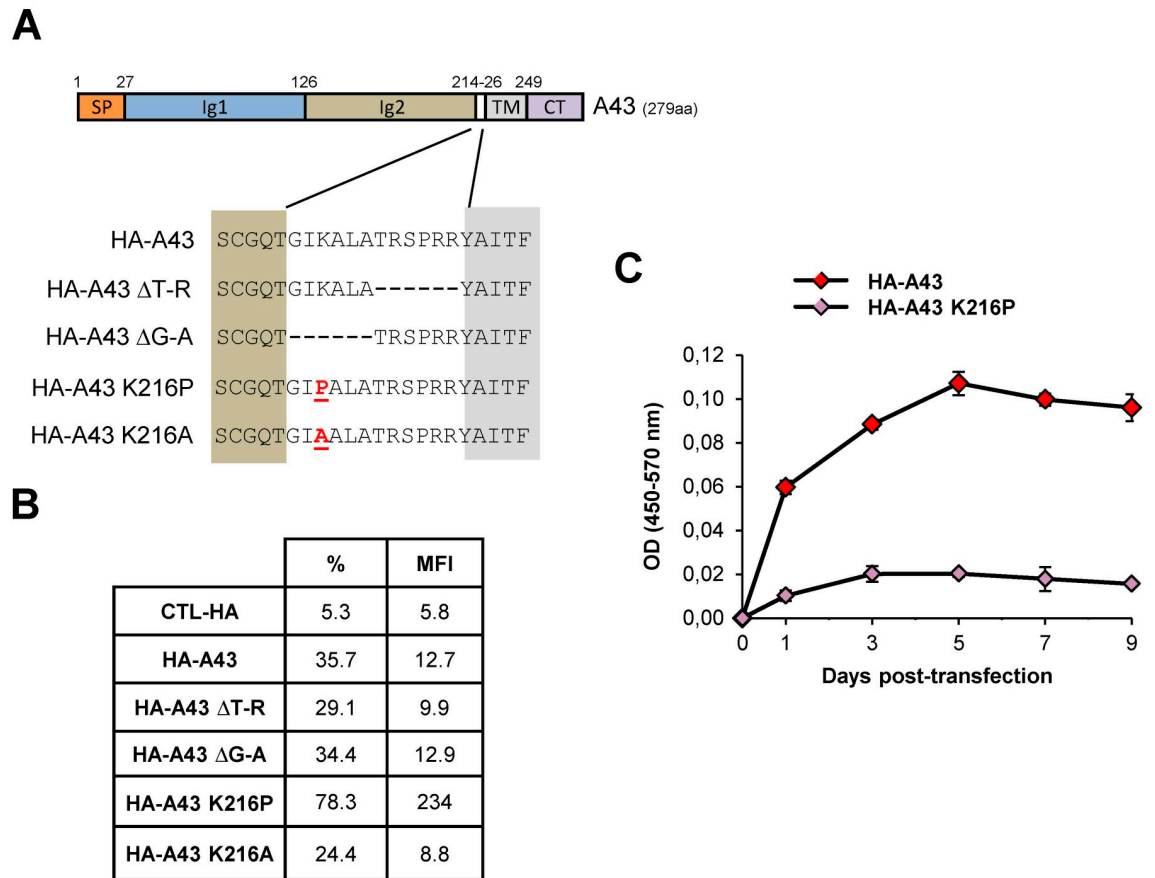 A
1 27 126 214-26 249
SP Ig1 Ig2 TM CT A43 (279aa)
HA-A43 SCGQTGIKALATRSPRRYAITF
HA-A43 ΔT-R SCGQTGIKALA------YAITF
HA-A43 ΔG-A SCGQT------TRSPRRYAITF
HA-A43 K216P SCGQTGIPALATRSPRRYAITF
HA-A43 K216A SCGQTGIAALATRSPRRYAITF
B
% MFI
CTL-HA 5.3 5.8
HA-A43 35.7 12.7
HA-A43 ΔT-R 29.1 9.9
HA-A43 ΔG-A 34.4 12.9
HA-A43 K216P 78.3 234
HA-A43 K216A 24.4 8.8
C
HA-A43
HA-A43 K216P
OD (450-570 nm)
0,12
0,10
0,08
0,06
0,04
0,02
0,00
0 1 3 5 7 9
Days post-transfection